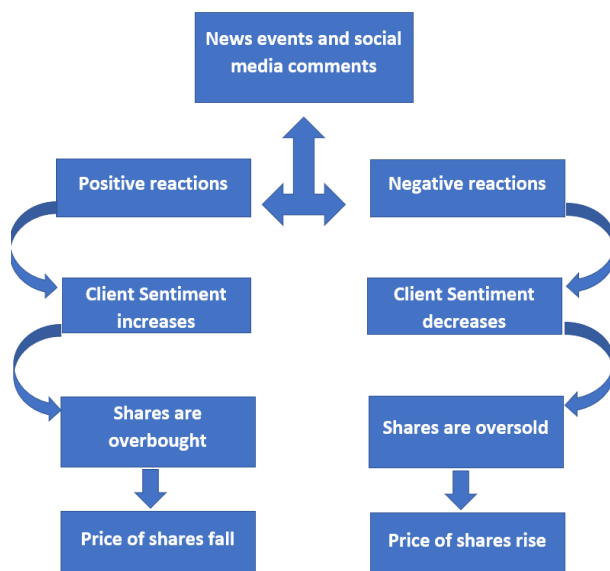 News events and social
media comments
Positive reactions
Negative reactions
Client Sentiment
increases
Client Sentiment
decreases
Shares are
overbought
Shares are oversold
Price of shares fall
Price of shares rise